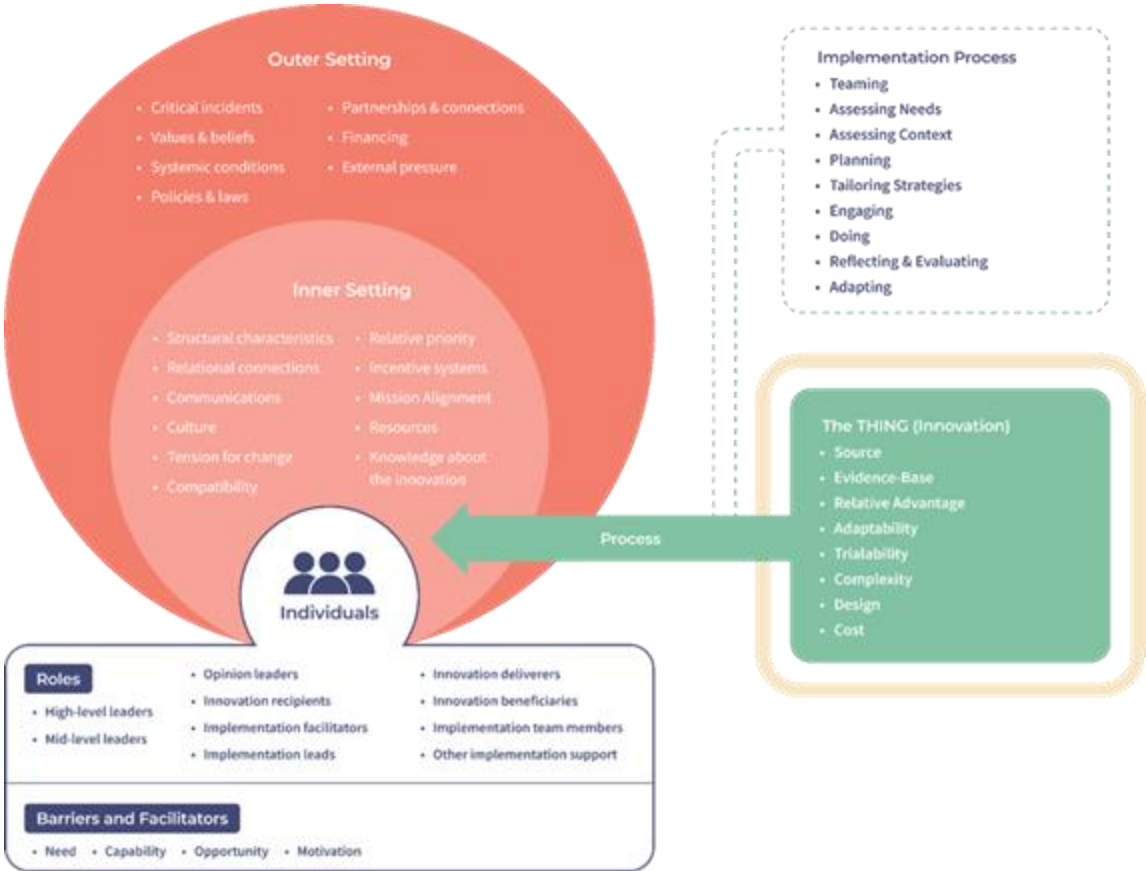 Outer Setting
• Critical incidents
• Values & beliefs
• Systemic conditions
• Policies & laws
• Partnerships & connections
• Financing
• External pressure
Inner Setting
• Structural characteristics
• Relational connections
• Communications
• Culture
• Tension for change
• Compatibility
• Relative priority
• Incentive systems
• Mission Alignment
• Resources
• Knowledge about
the innovation
Individuals
Roles
• High-level leaders
• Mid-level leaders
• Opinion leaders
• Innovation recipients
• Implementation facilitators
• Implementation leads
• Innovation deliverers
• Innovation beneficiaries
• Implementation team members
• Other implementation support
Barriers and Facilitators
• Need • Capability • Opportunity • Motivation
Process
Implementation Process
• Teaming
• Assessing Needs
• Assessing Context
• Planning
• Tailoring Strategies
• Engaging
• Doing
• Reflecting & Evaluating
• Adapting
The THING (Innovation)
• Source
• Evidence-Base
• Relative Advantage
• Adaptability
• Trialability
• Complexity
• Design
• Cost